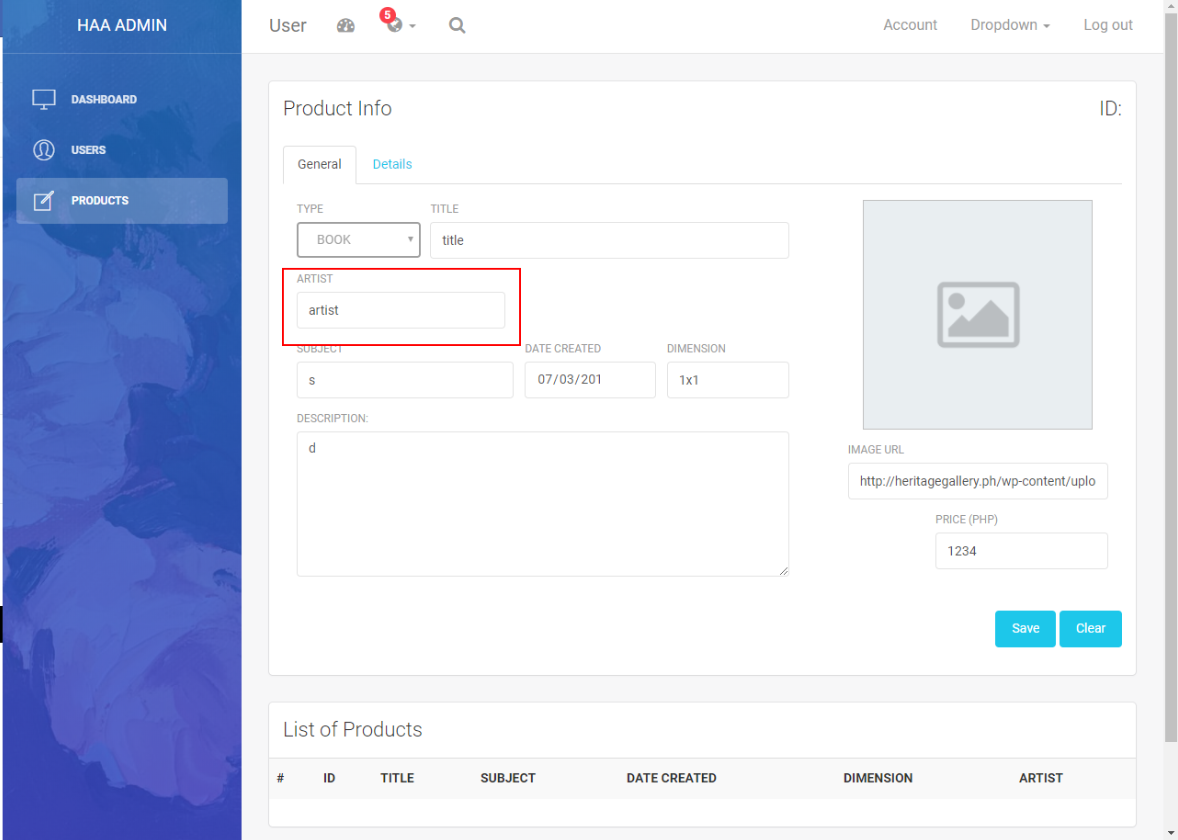 HAA ADMIN
User 5 Account Dropdown Log out
DASHBOARD
USERS
PRODUCTS
Product Info ID:
General Details
TYPE TITLE
BOOK title
ARTIST
artist
SUBJECT DATE CREATED DIMENSION
s 07/03/201 1x1
DESCRIPTION:
d
IMAGE URL
http://heritagegallery.ph/wp-content/uplo
PRICE (PHP)
1234
Save Clear
List of Products
# ID TITLE SUBJECT DATE CREATED DIMENSION ARTIST